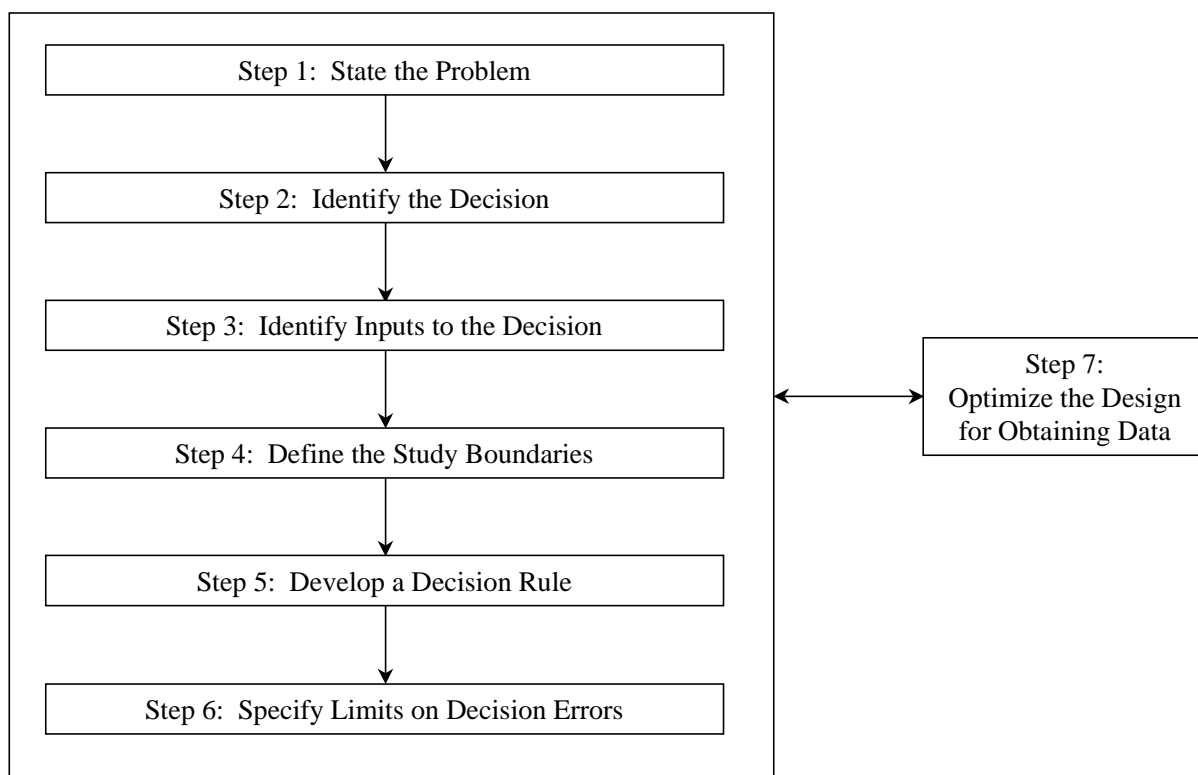 Step 1:  State the Problem
Step 2:  Identify the Decision
Step 3:  Identify Inputs to the Decision
Step 4:  Define the Study Boundaries
Step 5:  Develop a Decision Rule
Step 6:  Specify Limits on Decision Errors
Step 7:
Optimize the Design
for Obtaining Data